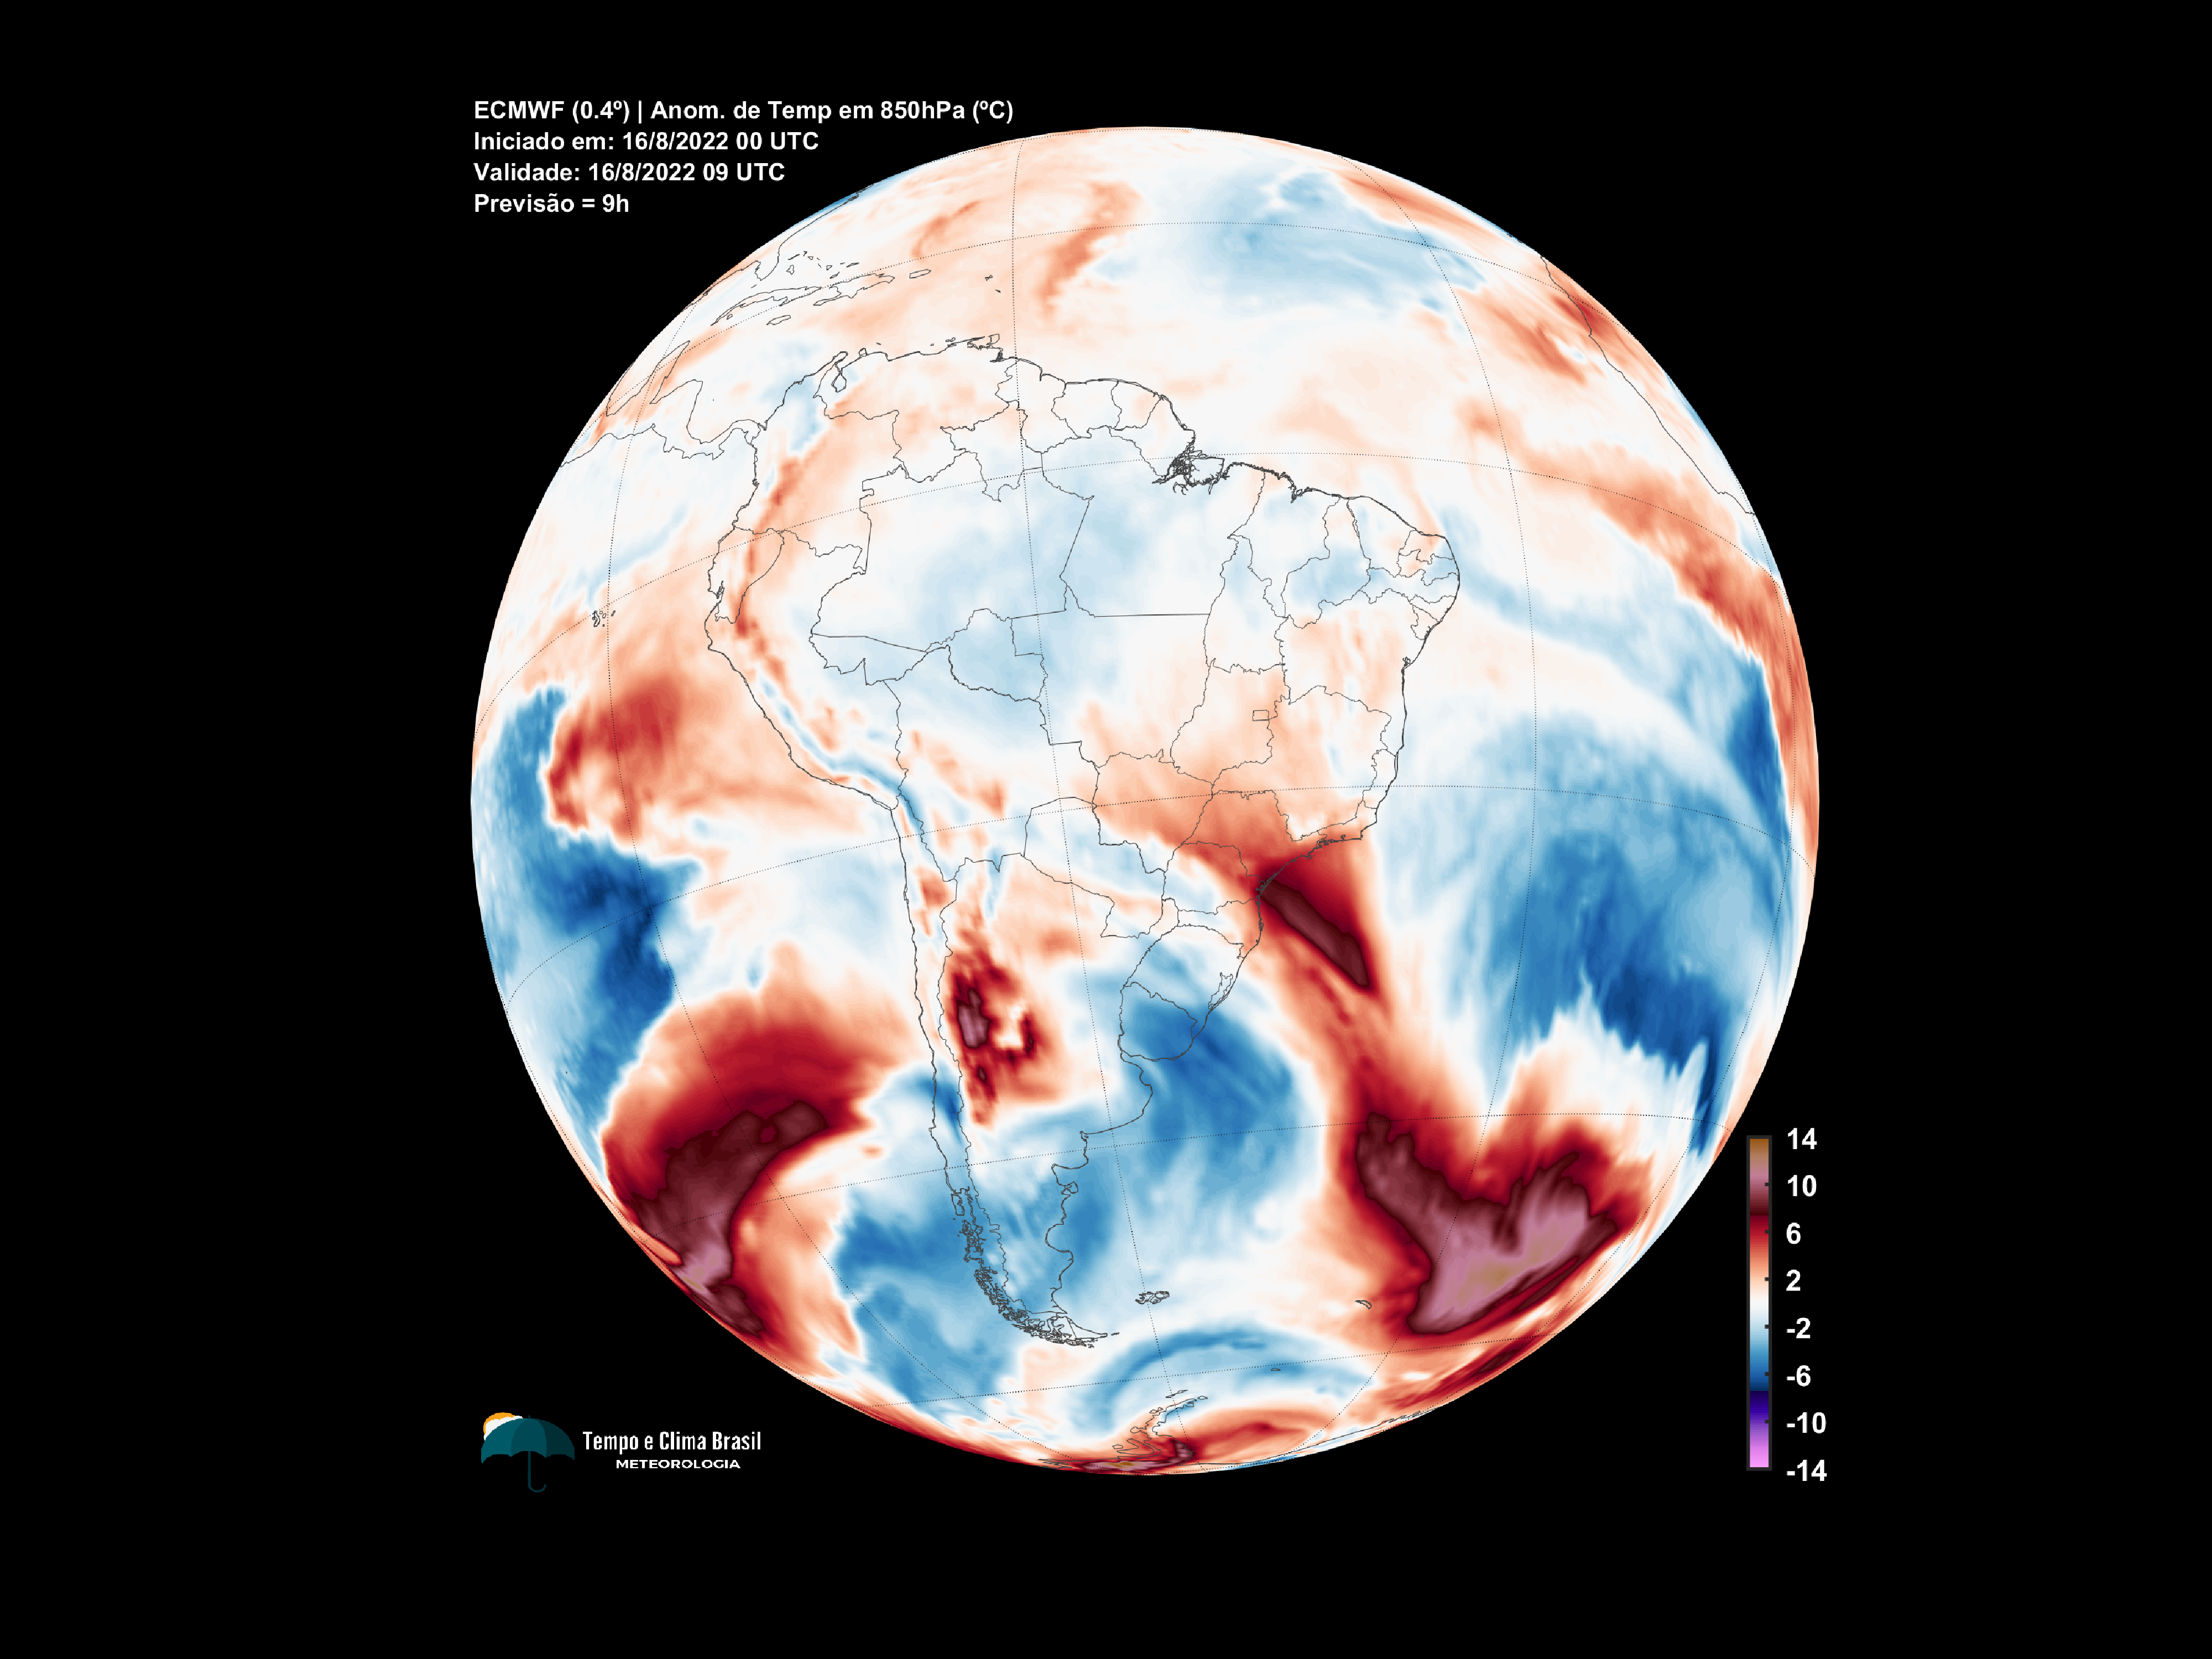 ECMWF (0.4º) | Anom. de Temp em 850hPa (ºC)
Iniciado em: 16/8/2022 00 UTC
Validade: 16/8/2022 09 UTC
Previsão = 9h
14
10
6
2
-2
-6
-10
-14
Tempo e Clima Brasil
METEOROLOGIA